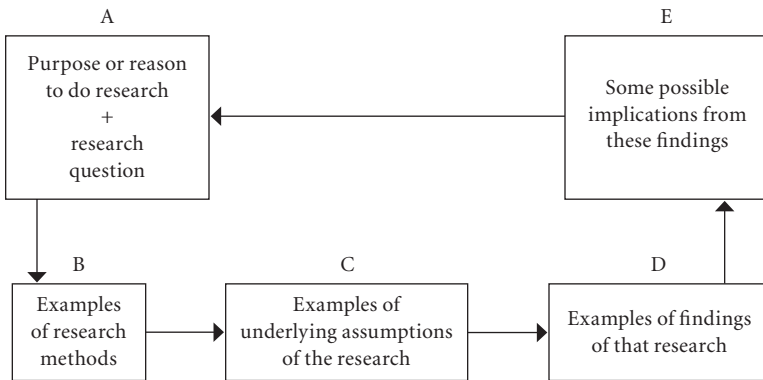 A
Purpose or reason
to do research
+
research
question
E
Some possible
implications from
these findings
B
Examples
of research
methods
C
Examples of
underlying assumptions
of the research
D
Examples of findings
of that research